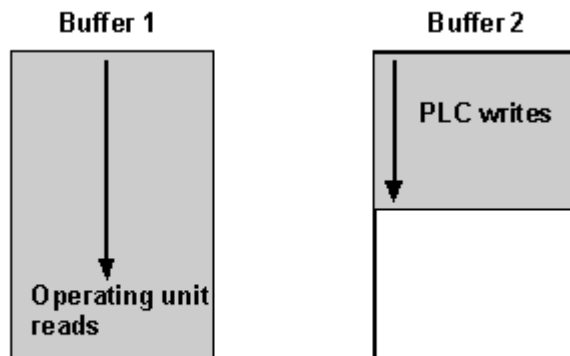 Buffer 1
Buffer 2
PLC writes
Operating unit
reads